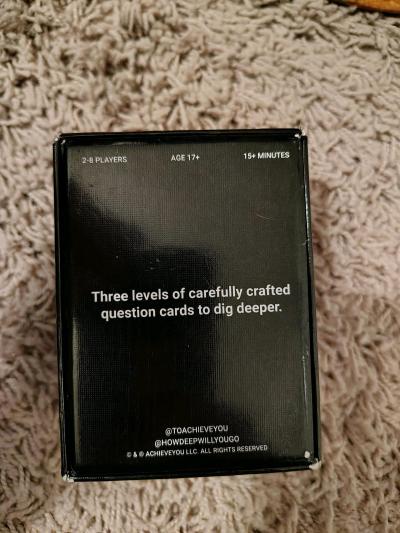 2-8 PLAYERS AGE 17+ 15+ MINUTES
Three levels of carefully crafted
question cards to dig deeper.
@TOACHIEVEYOU
@HOWDEEPWILLYOUGO
© & ® ACHIEVEYOU LLC. ALL RIGHTS RESERVED